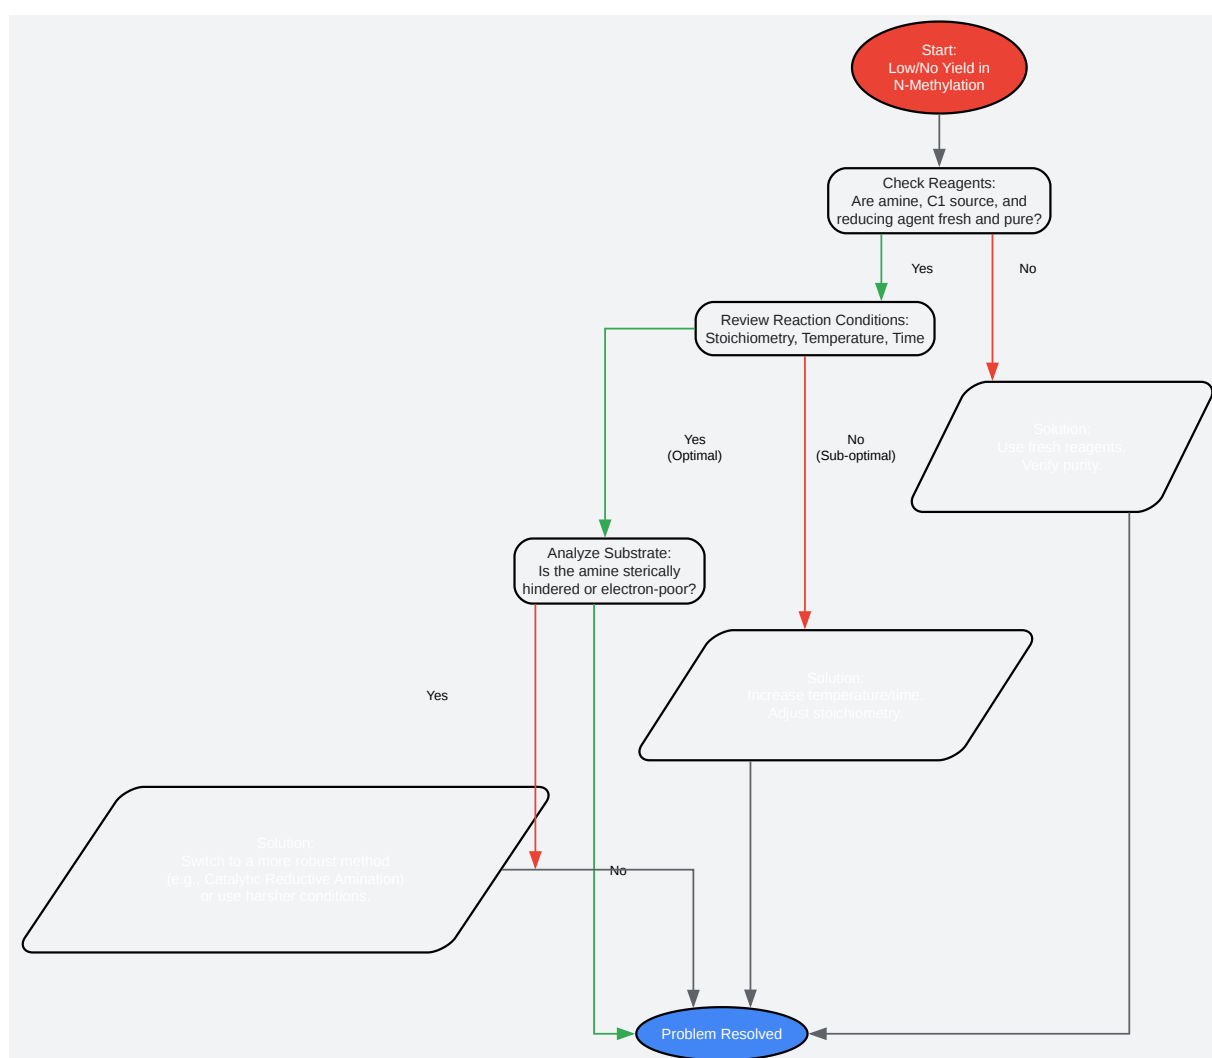 Start:
Low/No Yield in
N-Methylation
Check Reagents:
Are amine, C1 source, and
reducing agent fresh and pure?
Yes
No
Review Reaction Conditions:
Stoichiometry, Temperature, Time
Solution:
Use fresh reagents.
Verify purity.
Yes
(Optimal)
No
(Sub-optimal)
Analyze Substrate:
Is the amine sterically
hindered or electron-poor?
Solution:
Increase temperature/time.
Adjust stoichiometry.
Yes
Solution:
Switch to a more robust method
(e.g., Catalytic Reductive Amination)
or use harsher conditions.
No
Problem Resolved